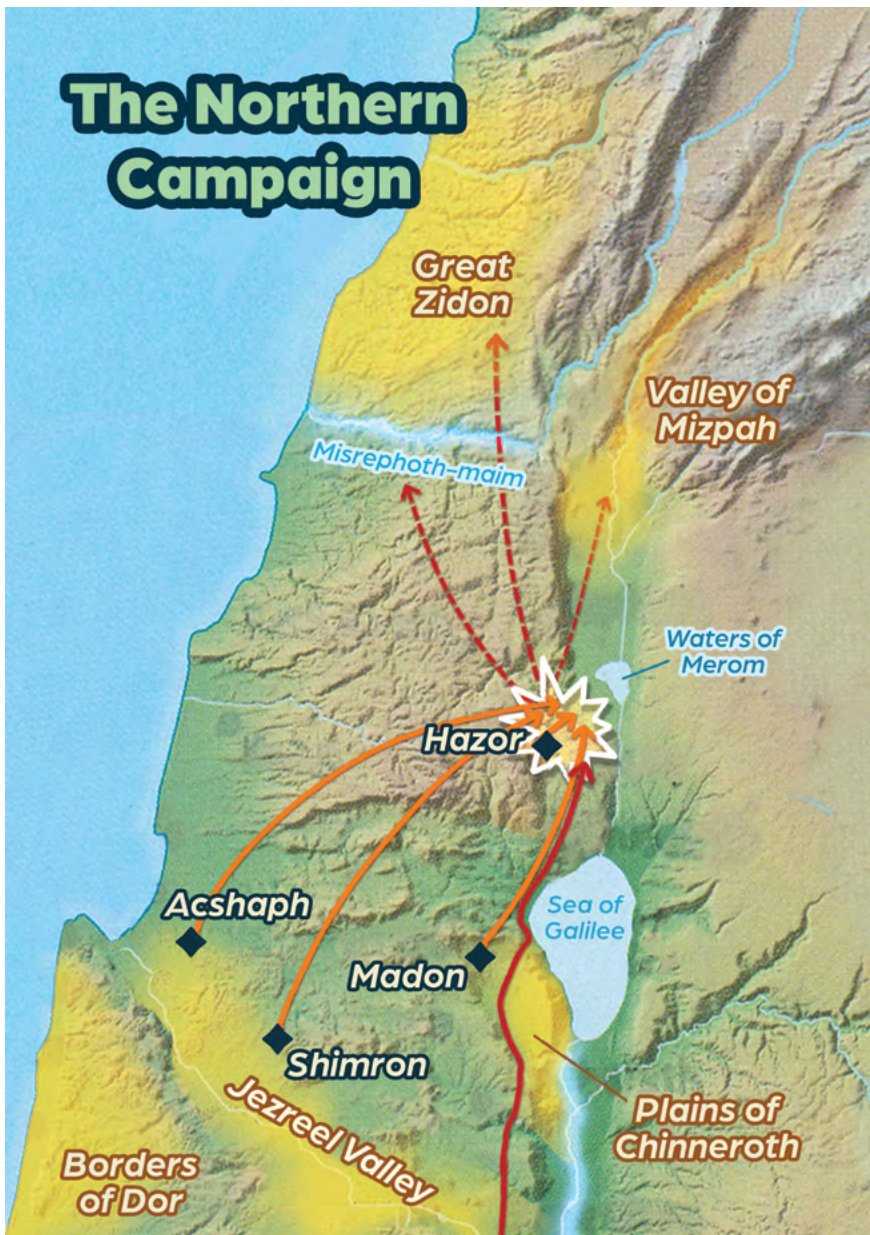 The Northern
Campaign
Great
Zidon
Valley of
Mizpah
Misrephoth-maim
Waters of
Merom
Hazor
Acshaph
Sea of
Galilee
Madon
Shimron
Jezreel Valley
Plains of
Chinneroth
Borders
of Dor